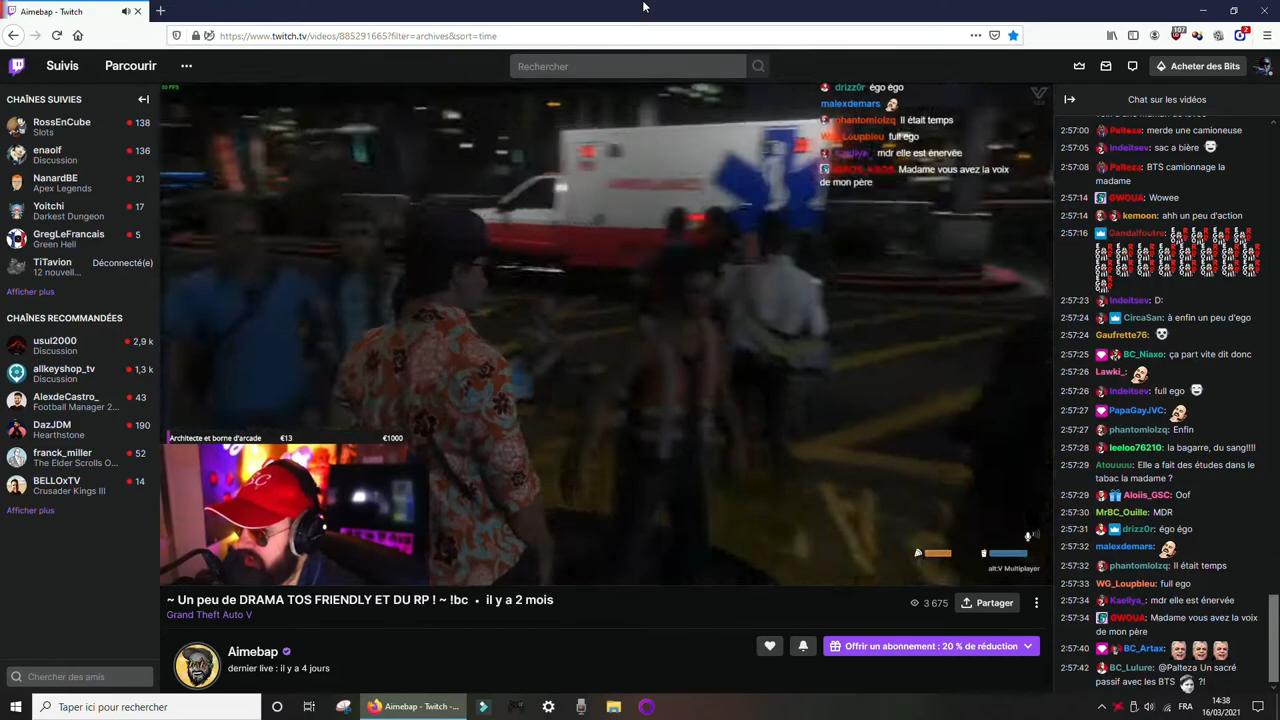 Aimebap - Twitch
https://www.twitch.tv/videos/885291665?filter=archives&sort=time
107
2
Suivis
Parcourir
Rechercher
Acheter des Bits
CHAÎNES SUIVIES
RossEnCube
138
Slots
enaolf
136
Discussion
NanardBE
21
Apex Legends
Yoitchi
17
Darkest Dungeon
GregLeFrancais
5
Green Hell
TiTavion
Déconnecté(e)
12 nouvell...
Afficher plus
CHAÎNES RECOMMANDÉES
usul2000
2,9 k
Discussion
allkeyshop_tv
1,3 k
Discussion
AlexdeCastro_
43
Football Manager 2...
DazJDM
190
Hearthstone
franck_miller
52
The Elder Scrolls O...
BELLOxTV
14
Crusader Kings III
Afficher plus
Chercher des amis
drizz0r égo égo
malexdemars
phantomlolzq Il était temps
WG_Loupbleu full ego
mdr elle est énervée
Madame vous avez la voix
de mon père
Architecte et borne d'arcade €13 €1000
alt:V Multiplayer
~ Un peu de DRAMA TOS FRIENDLY ET DU RP ! ~ !bc • il y a 2 mois
Grand Theft Auto V
3 675
Partager
Aimebap
dernier live : il y a 4 jours
Offrir un abonnement : 20 % de réduction
Chat sur les vidéos
2:57:00 Palteza: merde une camioneuse
2:57:05 Indeitsev: sac a bière
2:57:08 Palteza: BTS camionnage la
madame
2:57:14 GWOUA: Wowee
2:57:14 kemoon: ahh un peu d'action
2:57:16 Gandalfoutre:
2:57:23 Indeitsev: D:
2:57:24 CircaSan: à enfin un peu d'ego
2:57:24 Gaufrette76:
2:57:25 BC_Niaxo: ça part vite dit donc
2:57:26 Lawki_:
2:57:26 Indeitsev: full ego
2:57:27 PapaGayJVC:
2:57:27 phantomlolzq: Enfin
2:57:28 leeloo76210: la bagarre, du sang!!!!
2:57:29 Atouuuu: Elle a fait des études dans le
tabac la madame ?
2:57:29 Aloiis_GSC: Oof
2:57:30 MrBC_Ouille: MDR
2:57:31 drizz0r: égo égo
2:57:32 malexdemars:
2:57:32 phantomlolzq: Il était temps
2:57:33 WG_Loupbleu: full ego
2:57:34 Kaeliya_: mdr elle est énervée
2:57:34 GWOUA: Madame vous avez la voix
de mon père
2:57:40 BC_Artax:
2:57:42 BC_Lulure: @Palteza Un sacré
passif avec les BTS ?!
Taper ici pour rechercher
Aimebap - Twitch -...
FRA
14:38
16/03/2021